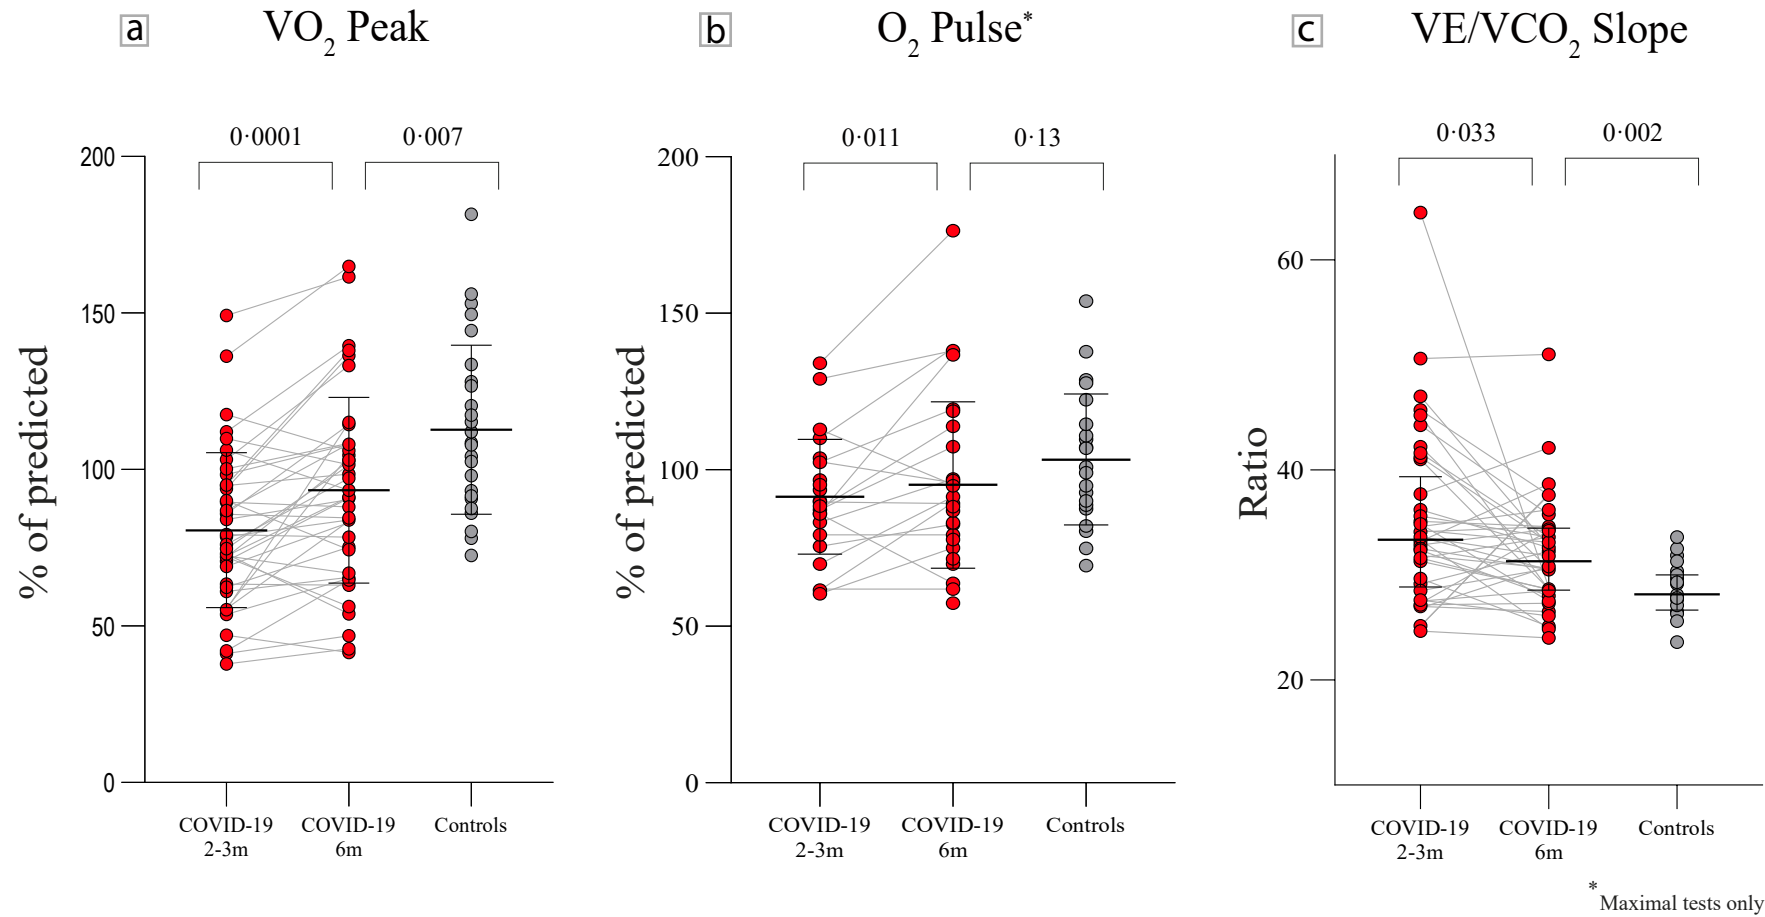 a VO₂ Peak
0·0001 0·007
% of predicted
200
150
100
50
0
COVID-19 COVID-19 Controls
2-3m 6m
b O₂ Pulse*
0·011 0·13
% of predicted
200
150
100
50
0
COVID-19 COVID-19 Controls
2-3m 6m
c VE/VCO₂ Slope
0·033 0·002
Ratio
60
40
20
COVID-19 COVID-19 Controls
2-3m 6m
* Maximal tests only